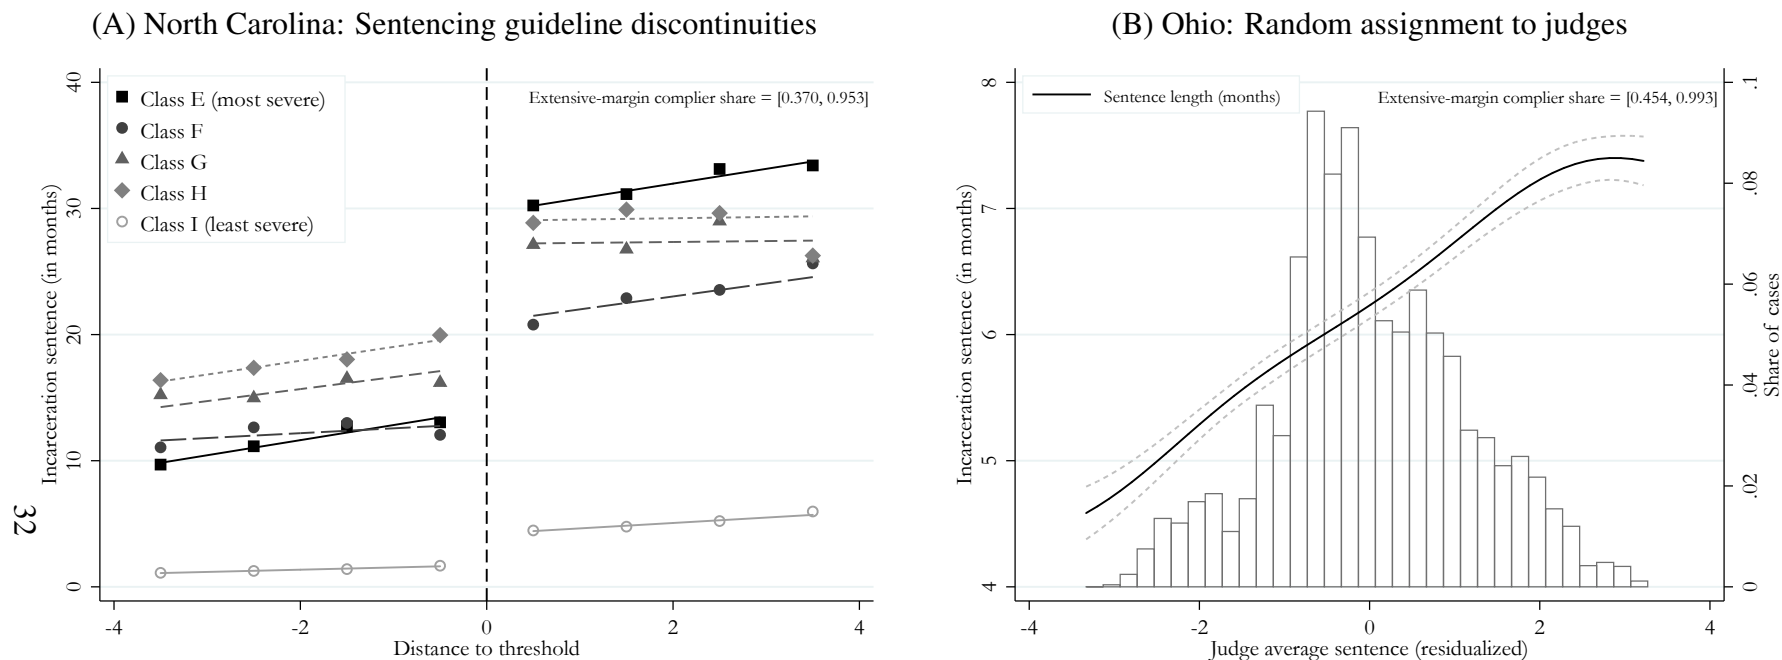 (A) North Carolina: Sentencing guideline discontinuities
Class E (most severe)
Class F
Class G
Class H
Class I (least severe)
Extensive-margin complier share = [0.370, 0.953]
Incarceration sentence (in months)
40
30
20
10
0
-4
-2
0
2
4
Distance to threshold
(B) Ohio: Random assignment to judges
Sentence length (months)
Extensive-margin complier share = [0.454, 0.993]
Incarceration sentence (in months)
8
7
6
5
4
.1
.08
.06
.04
.02
0
Share of cases
-4
-2
0
2
4
Judge average sentence (residualized)
32